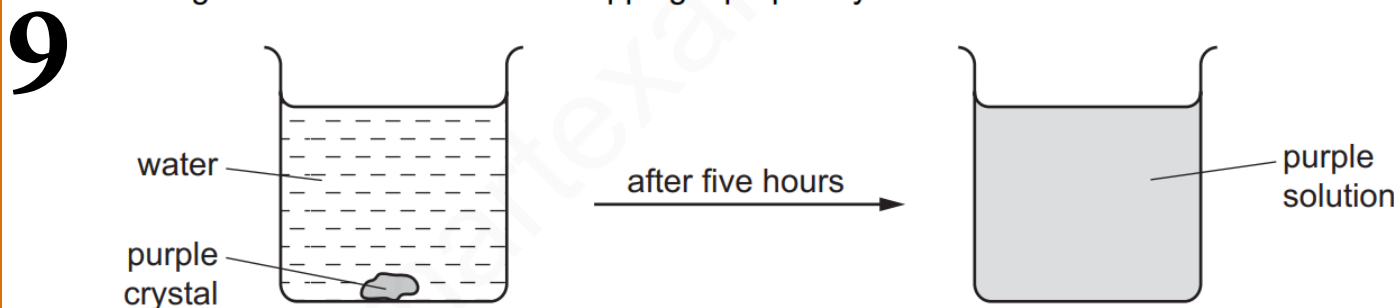 9
water
after five hours
purple
solution
purple
crystal